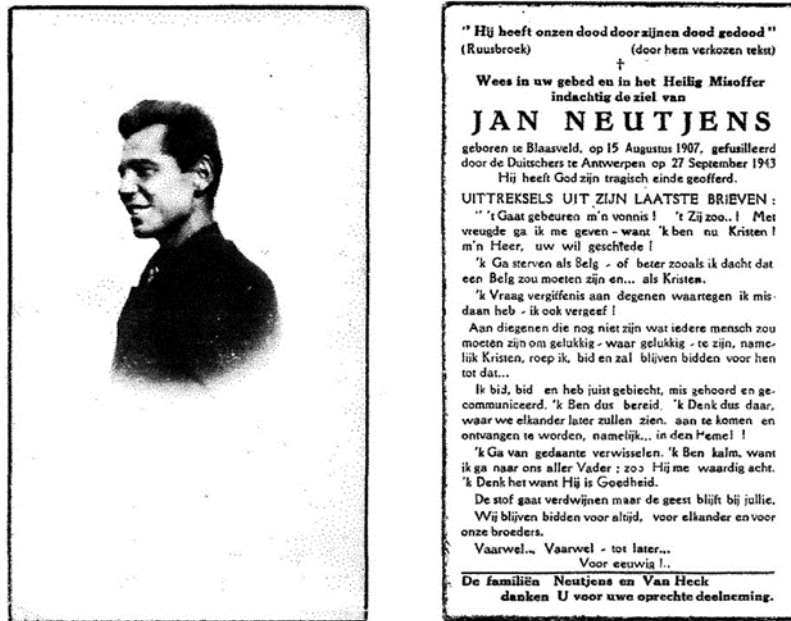 " Hij heeft onzen dood door zijnen dood gedood "
(Ruusbroek) (door hem verkozen tekst)
†
Wees in uw gebed en in het Heilig Misoffer
indachtig de ziel van
JAN NEUTJENS
geboren te Blaasveld, op 15 Augustus 1907, gefusilleerd
door de Duitschers te Antwerpen op 27 September 1943
Hij heeft God zijn tragisch einde geofferd.
UITTREKSELS UIT ZIJN LAATSTE BRIEVEN :
" 't Gaat gebeuren m'n vonnis ! 't Zij zoo.. ! Met
vreugde ga ik me geven - want 'k ben nu Kristen !
m'n Heer, uw wil geschiede !
'k Ga sterven als Belg - of beter zooals ik dacht dat
een Belg zou moeten zijn en... als Kristen.
'k Vraag vergiffenis aan degenen waartegen ik mis-
daan heb - ik ook vergeef !
Aan diegenen die nog niet zijn wat iedere mensch zou
moeten zijn om gelukkig - waar gelukkig - te zijn, name-
lijk Kristen, roep ik, bid en zal blijven bidden voor hen
tot dat...
Ik bid, bid en heb juist gebiecht, mis gehoord en ge-
communiceerd. 'k Ben dus bereid. 'k Denk dus daar,
waar we elkander later zullen zien, aan te komen en
ontvangen te worden, namelijk... in den Hemel !
'k Ga van gedaante verwisselen. 'k Ben kalm, want
ik ga naar ons aller Vader ; zoo Hij me waardig acht.
'k Denk het want Hij is Goedheid.
De stof gaat verdwijnen maar de geest blijft bij jullie.
Wij blijven bidden voor altijd, voor elkander en voor
onze broeders.
Vaarwel... Vaarwel - tot later...
Voor eeuwig !..
De familiën Neutjens en Van Heck
danken U voor uwe oprechte deelneming.